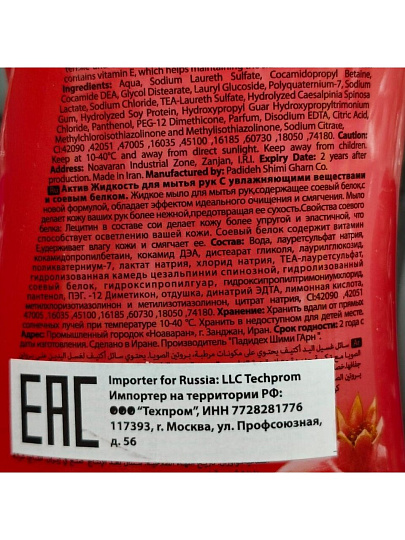 contains vitamin E, which helps maintaining
Ingredients: Aqua, Sodium Laureth Sulfate, Cocamidopropyl Betaine,
Cocamide DEA, Glycol Distearate, Lauryl Glucoside, Polyquaternium-7, Sodium
Lactate, Sodium Chloride, TEA-Laureth Sulfate, Hydrolyzed Caesalpinia Spinosa
Gum, Hydrolyzed Soy Protein, Hydroxypropyl Guar Hydroxypropyltrimonium
Chloride, Panthenol, PEG-12 Dimethicone, Parfum, Disodium EDTA, Citric Acid,
Methylchloroisothiazolinone and Methylisothiazolinone, Sodium Citrate,
CI:42090 ,42051, 47005 ,16035 ,45100 ,16185 ,60730 ,18050 ,74180. Caution:
Keep at 10-40°C and away from direct sunlight. Keep away from children.
Address: Noavaran Industrial Zone, Zanjan, I.R.I. Expiry Date: 2 years after
production. Made in Iran. Manufactured by: Padideh Shimi Gharn Co.
Актив Жидкость для мытья рук С увлажняющими веществами
и соевым белком. Жидкое мыло для мытья рук,содержащее соевый белок,с
новой формулой, обладает эффектом идеального очищения и смягчения. Мыло
делает кожу ваших рук более нежной,предотвращая ее сухость.Свойства соевого
белка: Лецитин в составе сои делает кожу более упругой и эластичной, что
способствует осветлению вашей кожи. Соевый белок содержит витамин
Е,удерживает влагу кожи и смягчает ее. Состав: Вода, лауретсульфат натрия,
кокамидопропилбетаин, кокамид ДЭА, дистеарат гликоля, лаурилглюкозид,
поликватерниум-7, лактат натрия, хлорид натрия, ТЕА-лауретсульфат,
гидролизованная камедь цезальпинии спинозной, гидролизованный
соевый белок, гидроксипропилгуар, гидроксипропилтримониумхлорид,
пантенол, ПЭГ-12 Диметикон, отдушка, динатрий ЭДТА, лимонная кислота,
метилхлоризотиазолинон и метилизотиазолинон, цитрат натрия, CI:42090 ,42051,
47005 ,16035 ,45100 ,16185 ,60730 ,18050 ,74180. Хранение: Хранить вдали от прямых
солнечных лучей при температуре 10-40 °C. Хранить в недоступном для детей месте.
Адрес: Промышленный городок «Ноаваран», г. Занджан, Иран. Срок годности: 2 года с
даты изготовления. Сделано в Иране. Производитель: "Падидех Шими Гарн".
ЕАС
Importer for Russia: LLC Techprom
Импортер на территории РФ:
ООО "Техпром", ИНН 7728281776
117393, г. Москва, ул. Профсоюзная,
д. 56